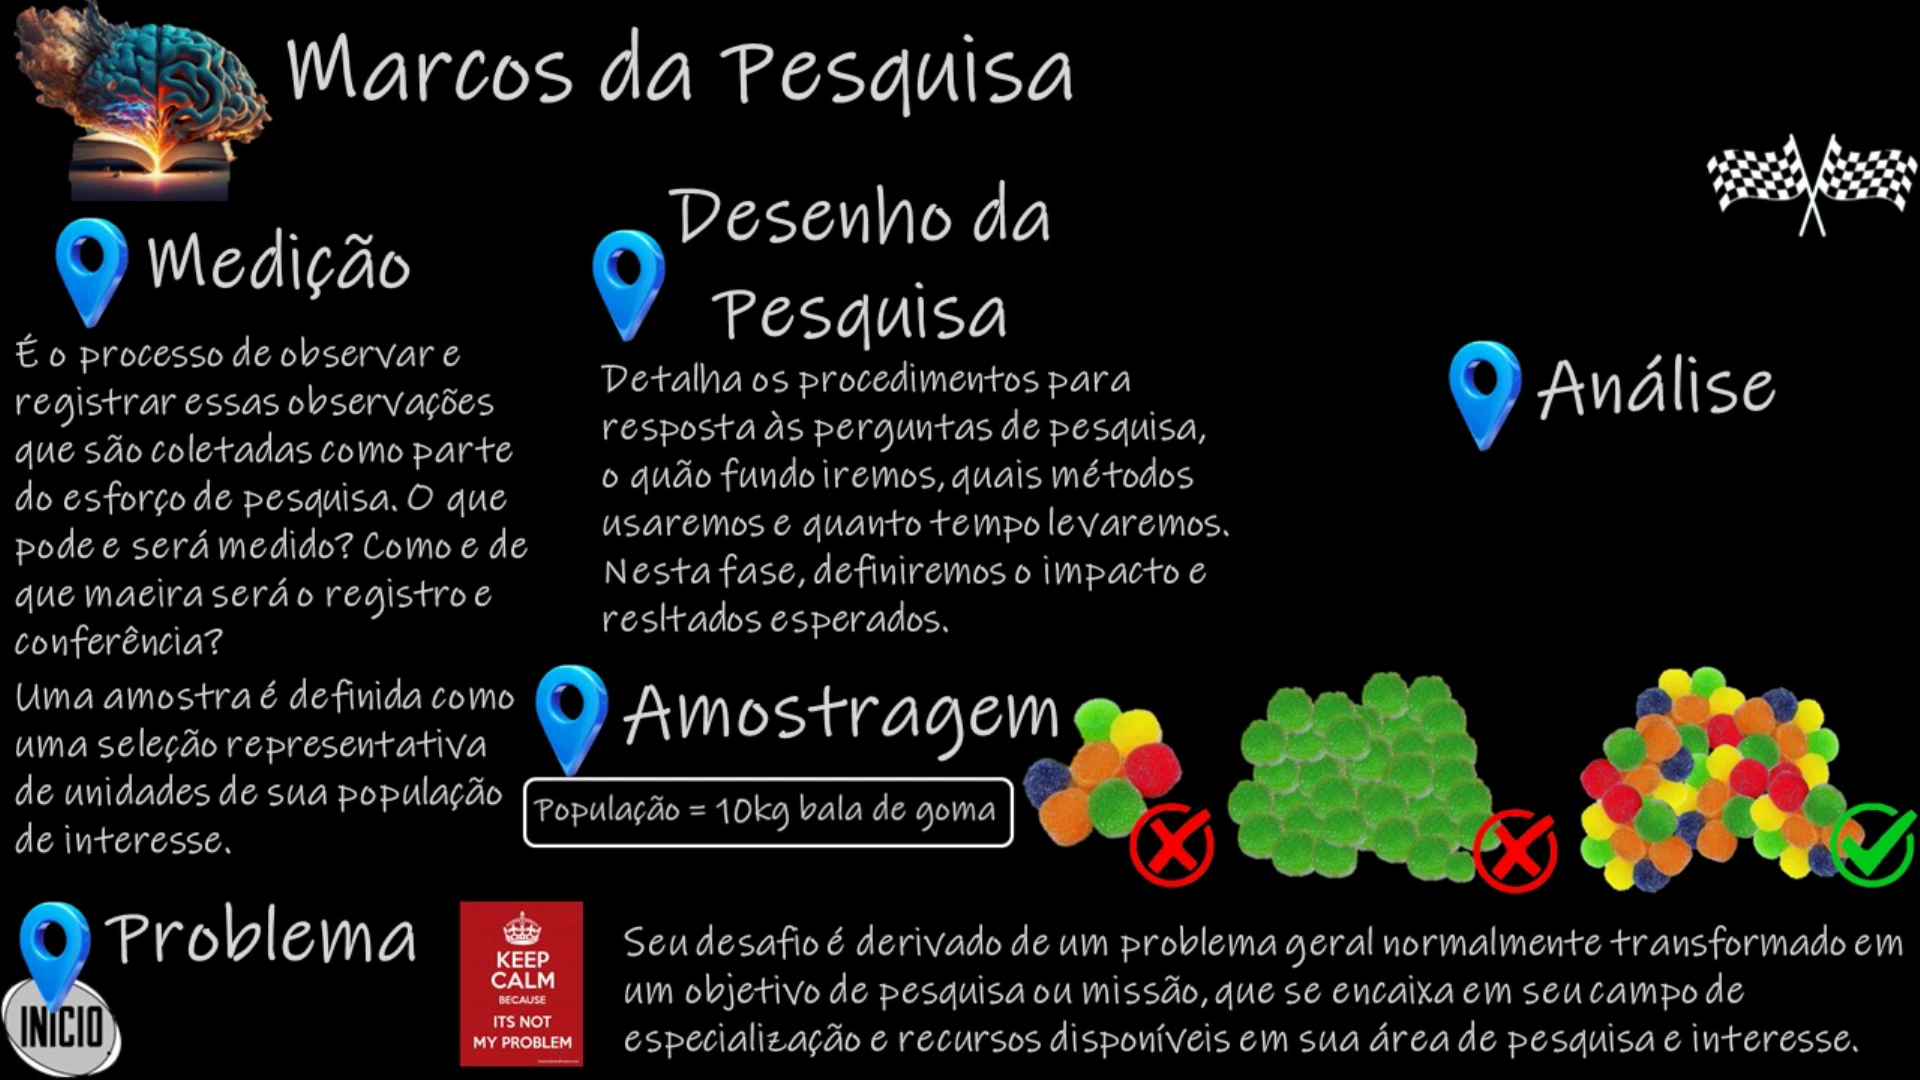 Marcos da Pesquisa
Medição
É o processo de observar e
registrar essas observações
que são coletadas como parte
do esforço de pesquisa. O que
pode e será medido? Como e de
que maeira será o registro e
conferência?
Desenho da
Pesquisa
Detalha os procedimentos para
resposta às perguntas de pesquisa,
o quão fundo iremos, quais métodos
usaremos e quanto tempo levaremos.
Nesta fase, definiremos o impacto e
resltados esperados.
Análise
Uma amostra é definida como
uma seleção representativa
de unidades de sua população
de interesse.
Amostragem
População = 10kg bala de goma
Problema
INÍCIO
KEEP
CALM
BECAUSE
ITS NOT
MY PROBLEM
Seu desafio é derivado de um problema geral normalmente transformado em
um objetivo de pesquisa ou missão, que se encaixa em seu campo de
especialização e recursos disponíveis em sua área de pesquisa e interesse.